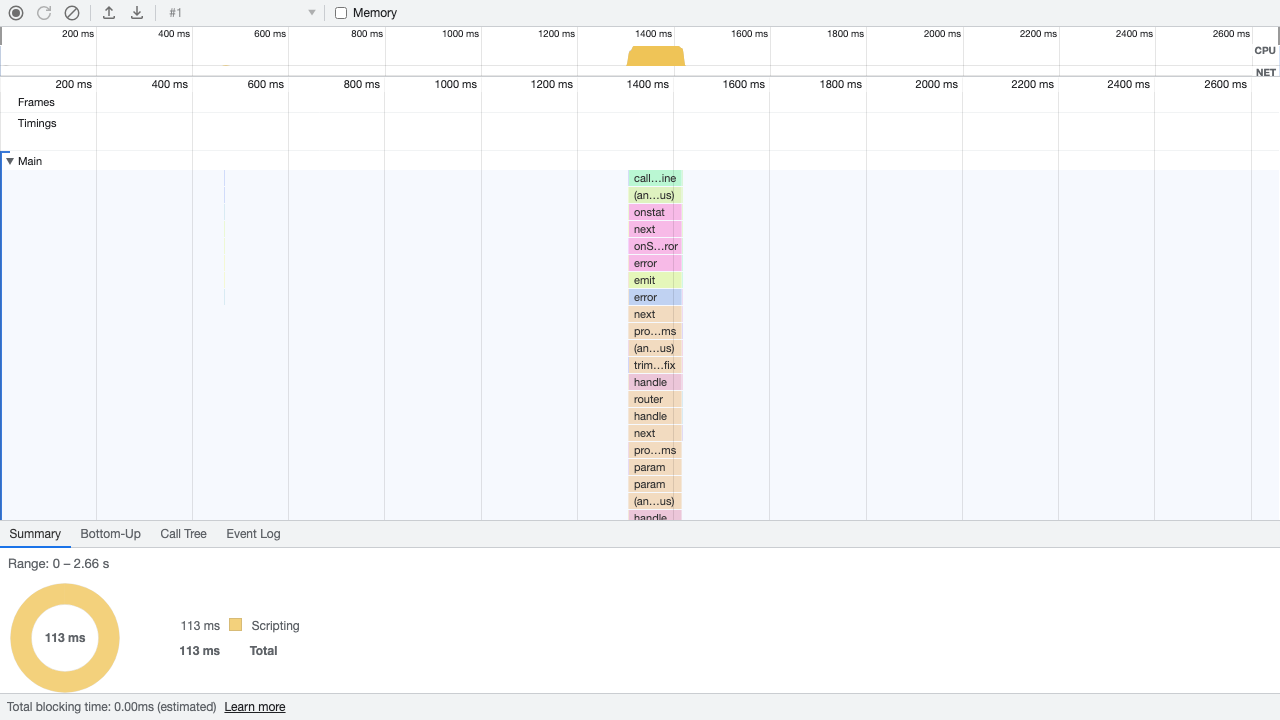 #1 Memory
200 ms 400 ms 600 ms 800 ms 1000 ms 1200 ms 1400 ms 1600 ms 1800 ms 2000 ms 2200 ms 2400 ms 2600 ms
CPU
NET
200 ms 400 ms 600 ms 800 ms 1000 ms 1200 ms 1400 ms 1600 ms 1800 ms 2000 ms 2200 ms 2400 ms 2600 ms
Frames
Timings
Main
call…ine
(an…us)
onstat
next
onS…ror
error
emit
error
next
pro…ms
(an…us)
trim…fix
handle
router
handle
next
pro…ms
param
param
(an…us)
handle
Summary Bottom-Up Call Tree Event Log
Range: 0 – 2.66 s
113 ms
113 ms Scripting
113 ms Total
Total blocking time: 0.00ms (estimated) Learn more